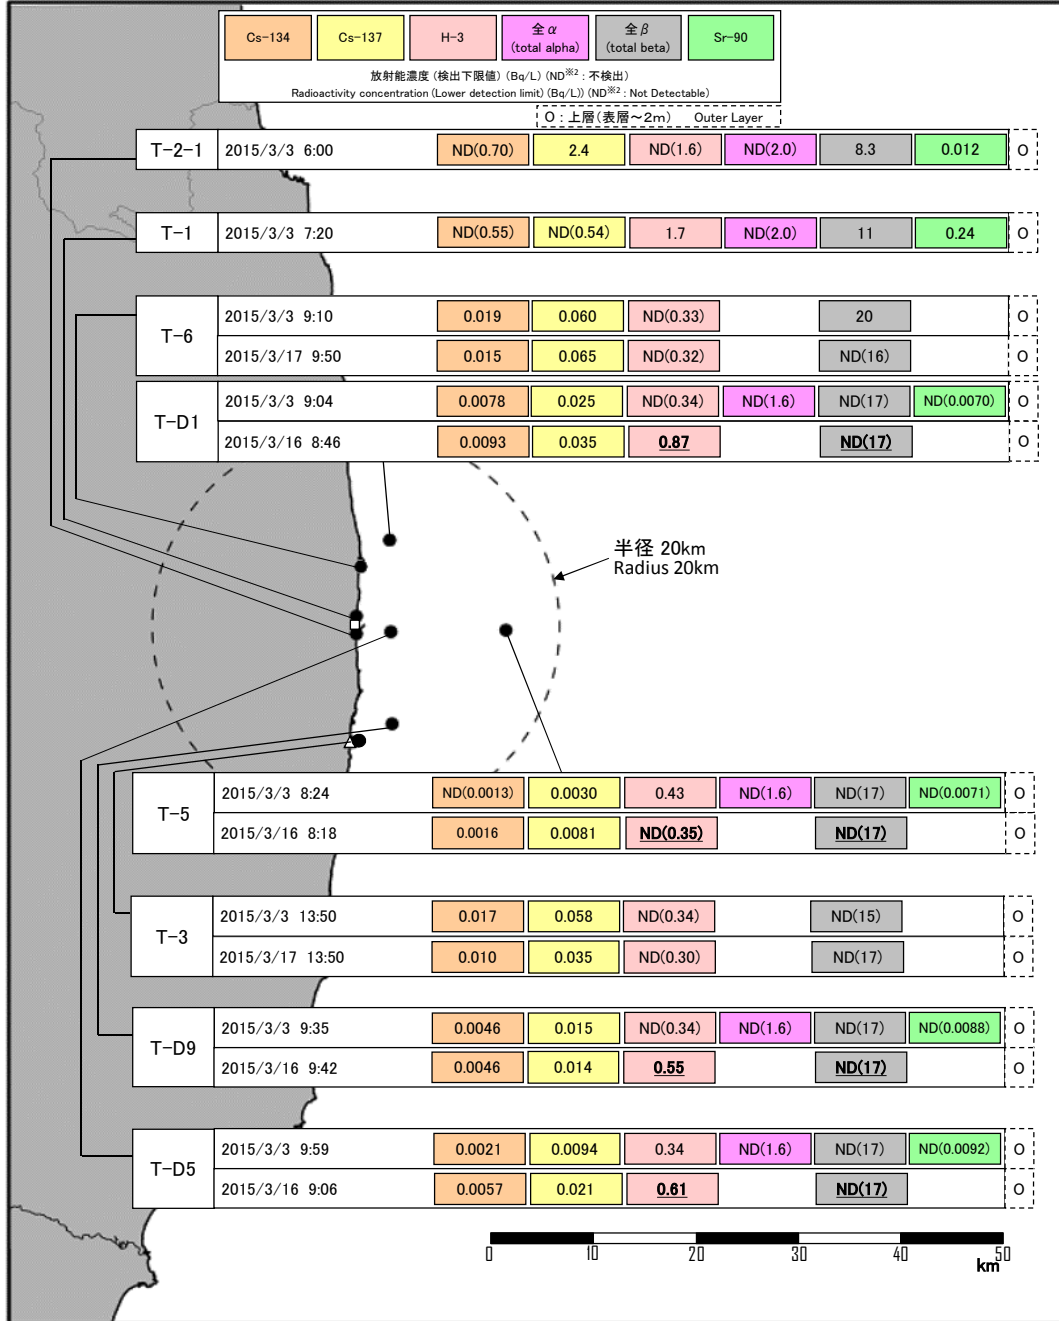 Cs-134 Cs-137 H-3 全α (total alpha) 全β (total beta) Sr-90
放射能濃度 (検出下限値) (Bq/L) (ND※2 : 不検出)
Radioactivity concentration (Lower detection limit) (Bq/L)) (ND※2 : Not Detectable)
O : 上層(表層～2m) Outer Layer
T-2-1 2015/3/3 6:00 ND(0.70) 2.4 ND(1.6) ND(2.0) 8.3 0.012 O
T-1 2015/3/3 7:20 ND(0.55) ND(0.54) 1.7 ND(2.0) 11 0.24 O
T-6 2015/3/3 9:10 0.019 0.060 ND(0.33) 20 O
2015/3/17 9:50 0.015 0.065 ND(0.32) ND(16) O
T-D1 2015/3/3 9:04 0.0078 0.025 ND(0.34) ND(1.6) ND(17) ND(0.0070) O
2015/3/16 8:46 0.0093 0.035 0.87 ND(17) O
半径 20km
Radius 20km
T-5 2015/3/3 8:24 ND(0.0013) 0.0030 0.43 ND(1.6) ND(17) ND(0.0071) O
2015/3/16 8:18 0.0016 0.0081 ND(0.35) ND(17) O
T-3 2015/3/3 13:50 0.017 0.058 ND(0.34) ND(15) O
2015/3/17 13:50 0.010 0.035 ND(0.30) ND(17) O
T-D9 2015/3/3 9:35 0.0046 0.015 ND(0.34) ND(1.6) ND(17) ND(0.0088) O
2015/3/16 9:42 0.0046 0.014 0.55 ND(17) O
T-D5 2015/3/3 9:59 0.0021 0.0094 0.34 ND(1.6) ND(17) ND(0.0092) O
2015/3/16 9:06 0.0057 0.021 0.61 ND(17) O
0 10 20 30 40 50
km